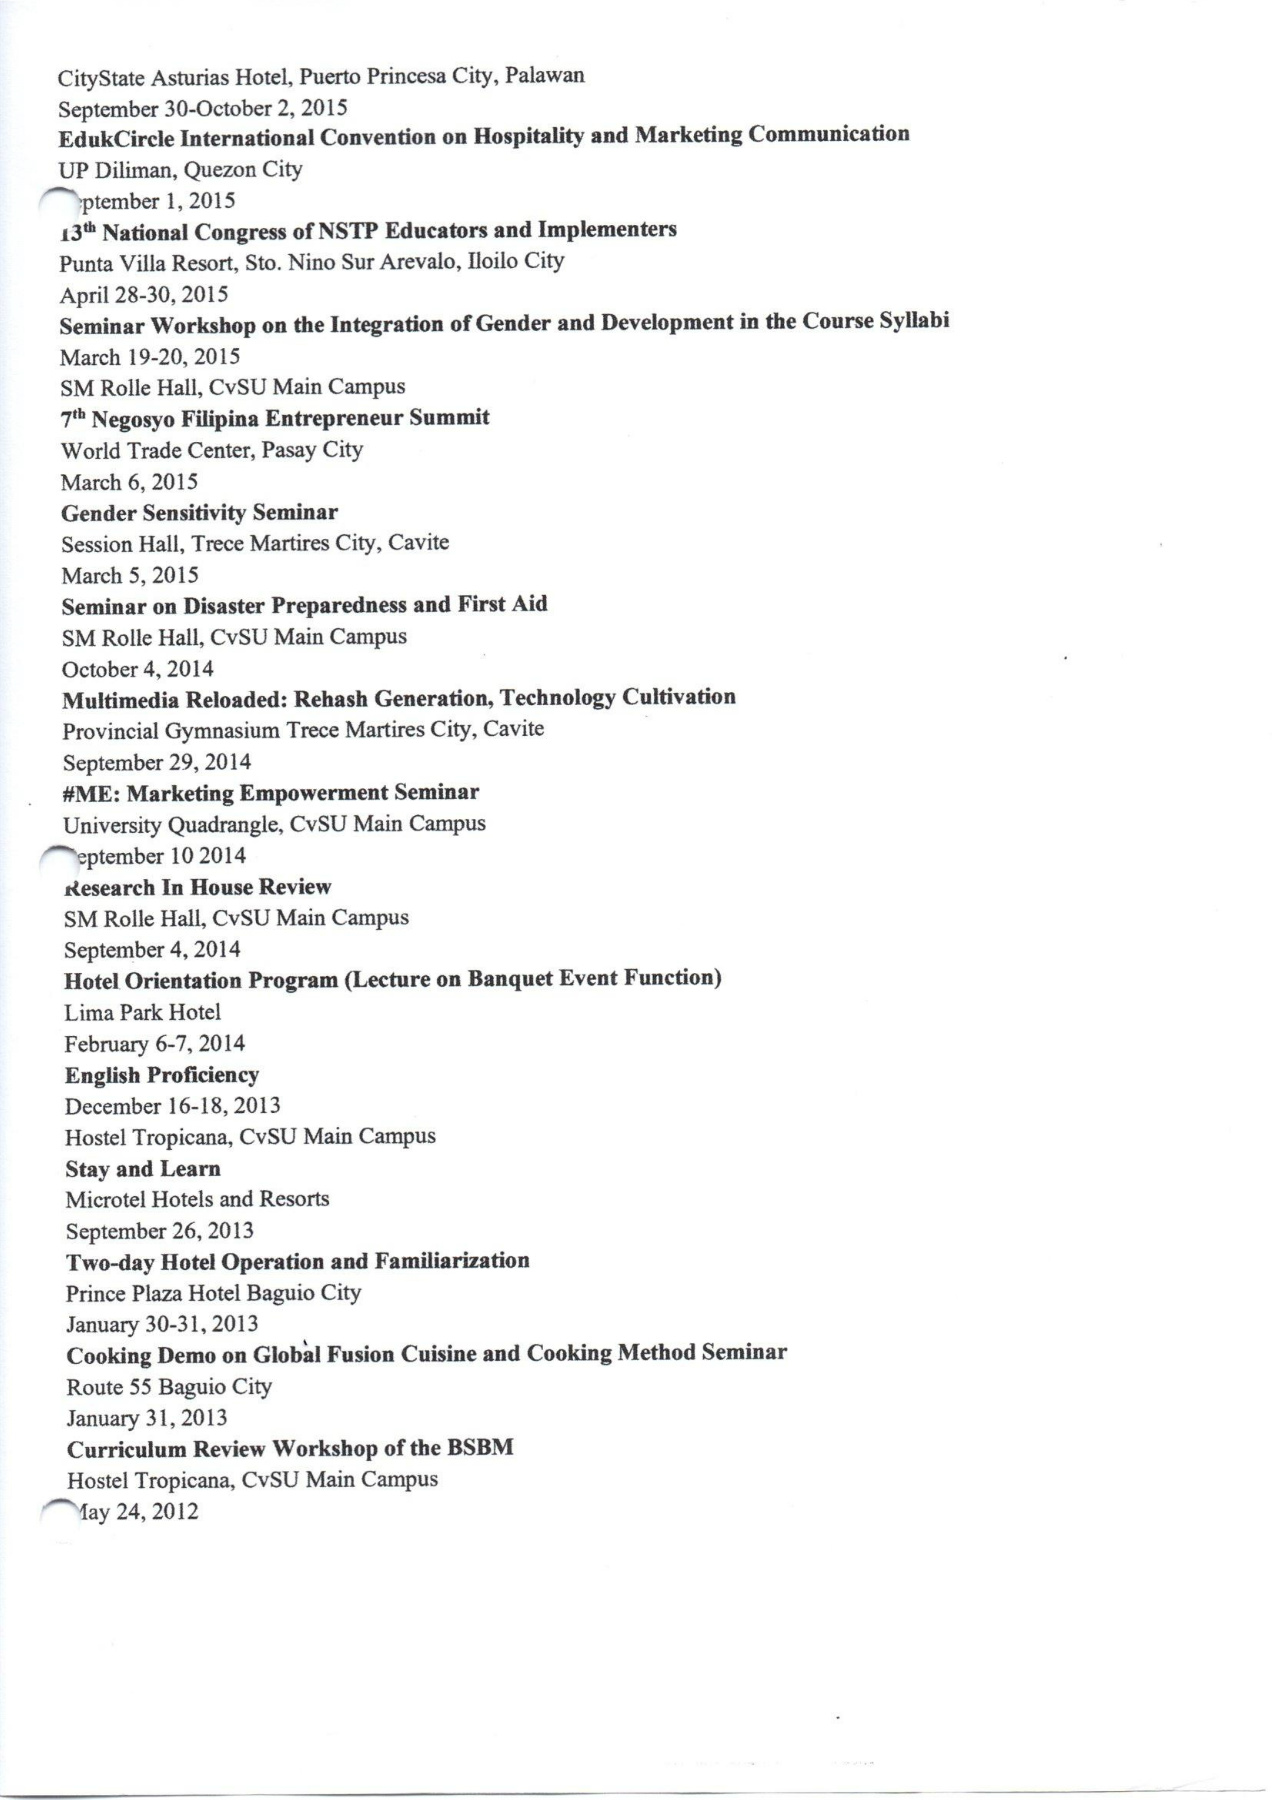 CityState Asturias Hotel, Puerto Princesa City, Palawan
September 30-October 2, 2015
EdukCircle International Convention on Hospitality and Marketing Communication
UP Diliman, Quezon City
ptember 1, 2015
13th National Congress of NSTP Educators and Implementers
Punta Villa Resort, Sto. Nino Sur Arevalo, Iloilo City
April 28-30, 2015
Seminar Workshop on the Integration of Gender and Development in the Course Syllabi
March 19-20, 2015
SM Rolle Hall, CvSU Main Campus
7th Negosyo Filipina Entrepreneur Summit
World Trade Center, Pasay City
March 6, 2015
Gender Sensitivity Seminar
Session Hall, Trece Martires City, Cavite
March 5, 2015
Seminar on Disaster Preparedness and First Aid
SM Rolle Hall, CvSU Main Campus
October 4, 2014
Multimedia Reloaded: Rehash Generation, Technology Cultivation
Provincial Gymnasium Trece Martires City, Cavite
September 29, 2014
#ME: Marketing Empowerment Seminar
University Quadrangle, CvSU Main Campus
eptember 10 2014
Research In House Review
SM Rolle Hall, CvSU Main Campus
September 4, 2014
Hotel Orientation Program (Lecture on Banquet Event Function)
Lima Park Hotel
February 6-7, 2014
English Proficiency
December 16-18, 2013
Hostel Tropicana, CvSU Main Campus
Stay and Learn
Microtel Hotels and Resorts
September 26, 2013
Two-day Hotel Operation and Familiarization
Prince Plaza Hotel Baguio City
January 30-31, 2013
Cooking Demo on Global Fusion Cuisine and Cooking Method Seminar
Route 55 Baguio City
January 31, 2013
Curriculum Review Workshop of the BSBM
Hostel Tropicana, CvSU Main Campus
May 24, 2012